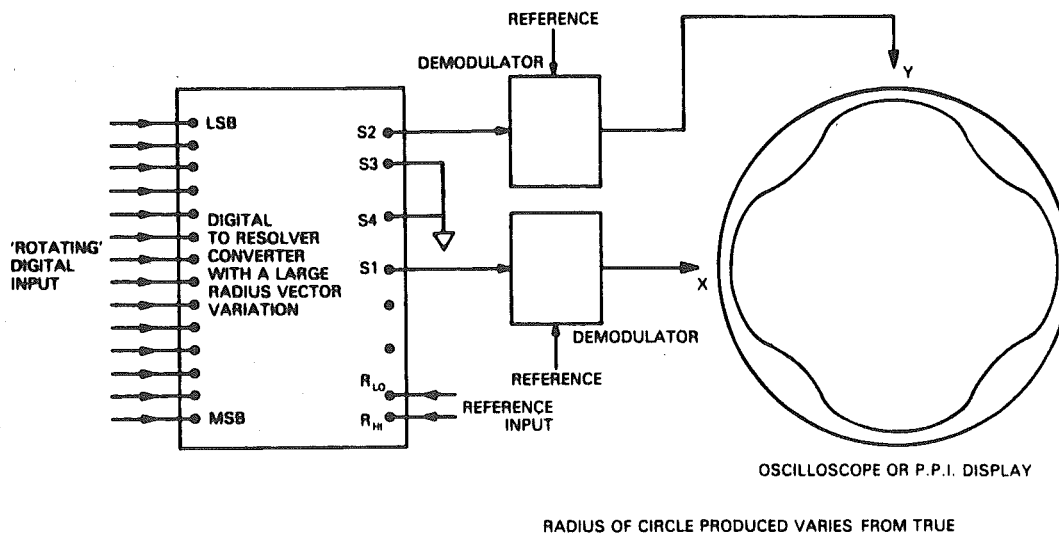 REFERENCE
DEMODULATOR
Y
LSB
S2
S3
S4
S1
'ROTATING'
DIGITAL
INPUT
DIGITAL
TO RESOLVER
CONVERTER
WITH A LARGE
RADIUS VECTOR
VARIATION
X
DEMODULATOR
REFERENCE
RLO
RHI
REFERENCE
INPUT
MSB
OSCILLOSCOPE OR P.P.I. DISPLAY
RADIUS OF CIRCLE PRODUCED VARIES FROM TRUE